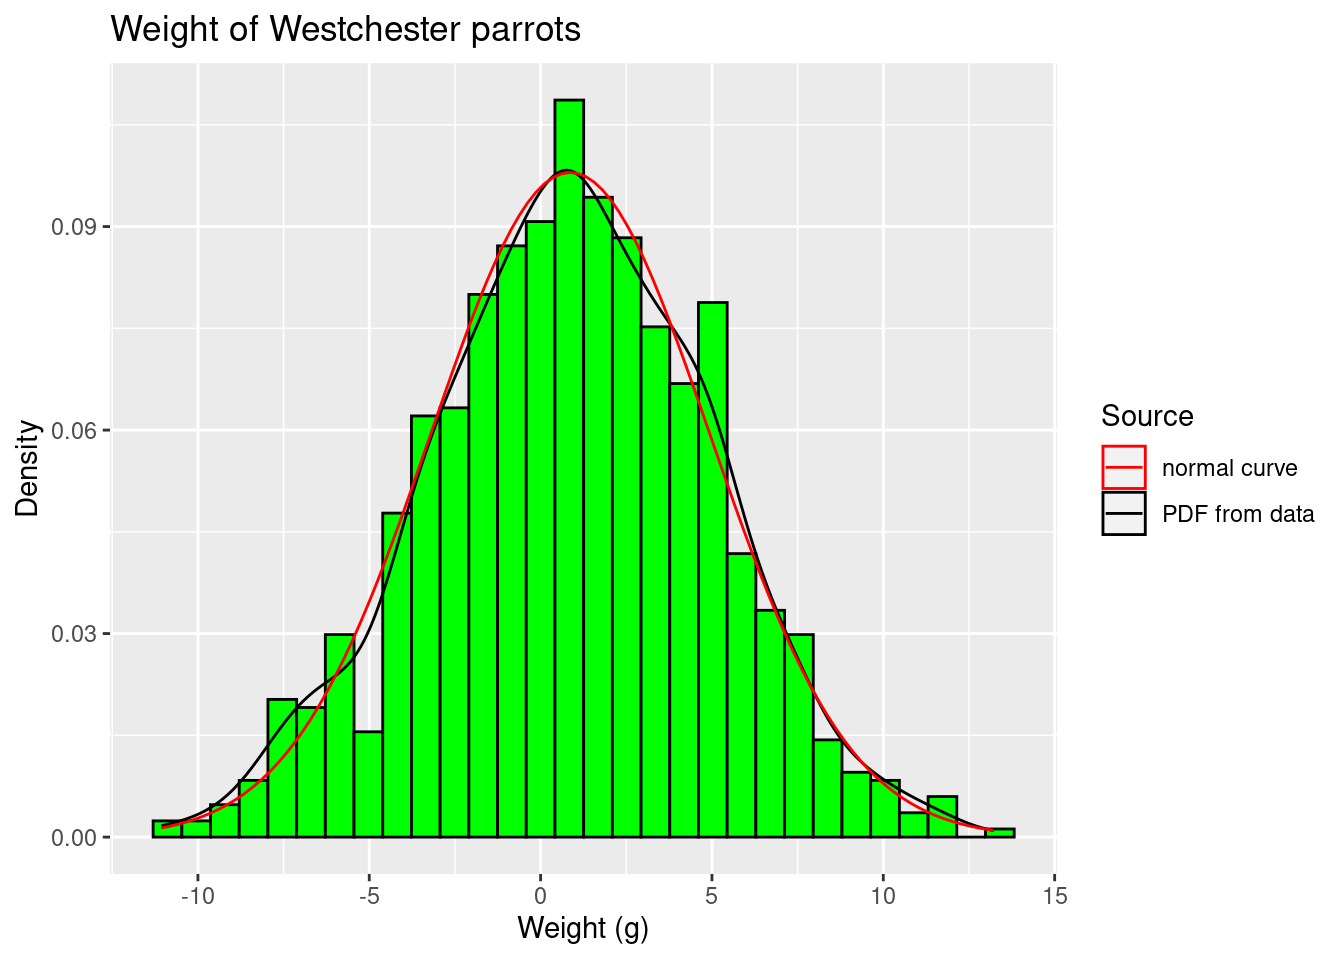 Weight of Westchester parrots
Density
0.09
0.06
0.03
0.00
-10
-5
0
5
10
15
Weight (g)
Source
normal curve
PDF from data